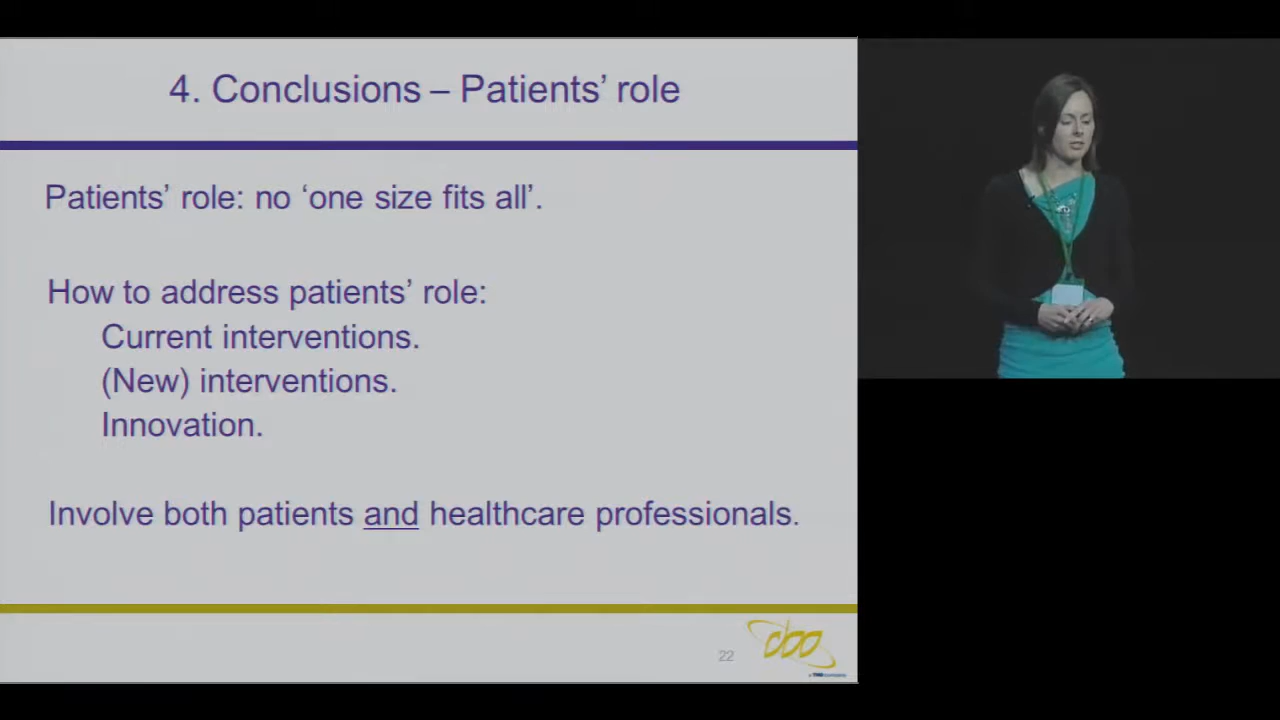 4. Conclusions – Patients’ role
Patients’ role: no ‘one size fits all’.
How to address patients’ role:
Current interventions.
(New) interventions.
Innovation.
Involve both patients and healthcare professionals.
22
cbo